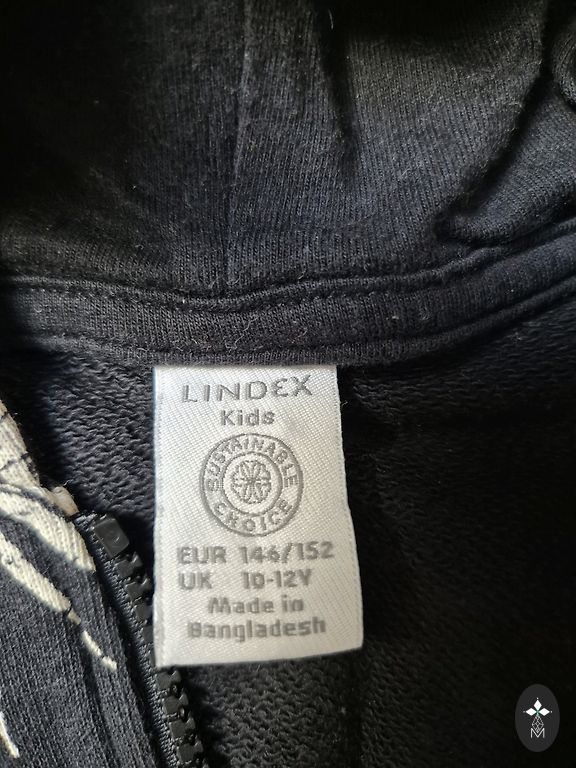 LINDEX
Kids
SUSTAINABLE
CHOICE
EUR 146/152
UK 10-12Y
Made in
Bangladesh
M